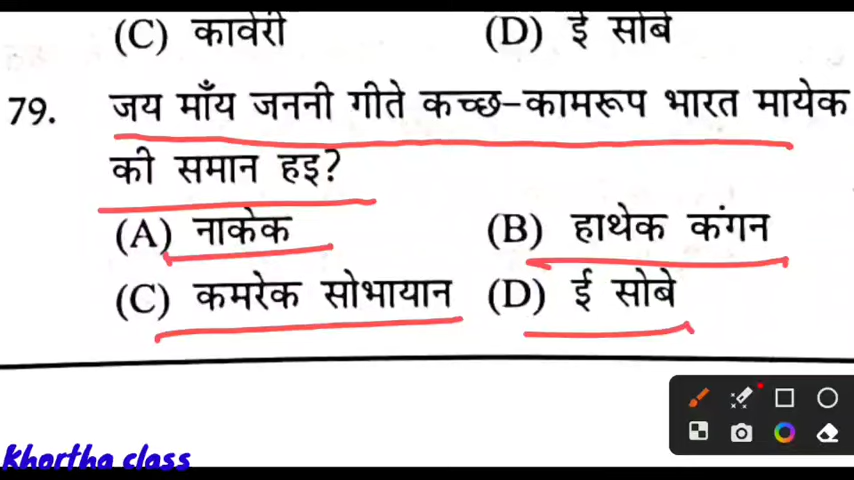 (C) कावेरी (D) ई सोबे
79. जय माँय जननी गीते कच्छ-कामरूप भारत मायेक
की समान हइ?
(A) नाकेक (B) हाथेक कंगन
(C) कमरेक सोभायान (D) ई सोबे
Khortha class